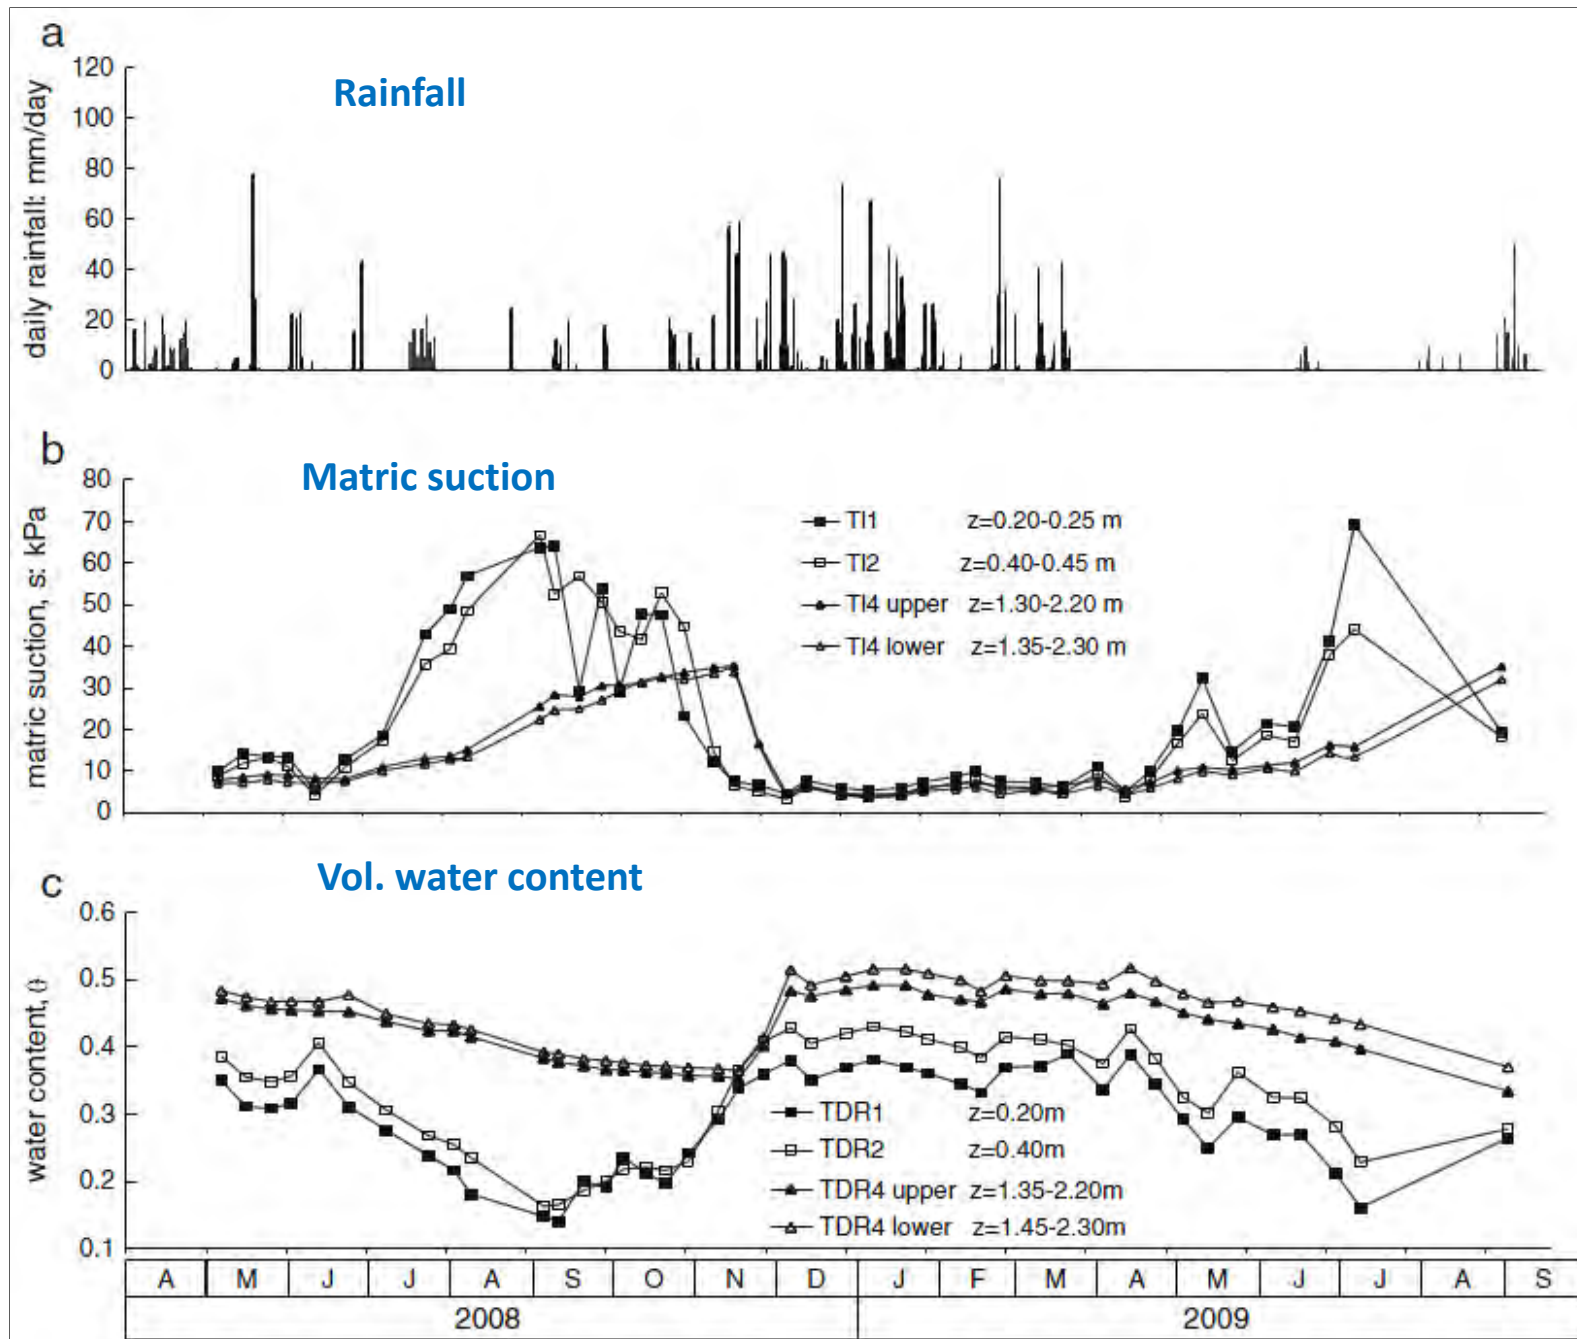 a
Rainfall
daily rainfall: mm/day
120
100
80
60
40
20
0
b
Matric suction
matric suction, s: kPa
80
70
60
50
40
30
20
10
0
TI1 z=0.20-0.25 m
TI2 z=0.40-0.45 m
TI4 upper z=1.30-2.20 m
TI4 lower z=1.35-2.30 m
c
Vol. water content
water content, θ
0.6
0.5
0.4
0.3
0.2
0.1
TDR1 z=0.20m
TDR2 z=0.40m
TDR4 upper z=1.35-2.20m
TDR4 lower z=1.45-2.30m
A M J J A S O N D J F M A M J J A S
2008 2009